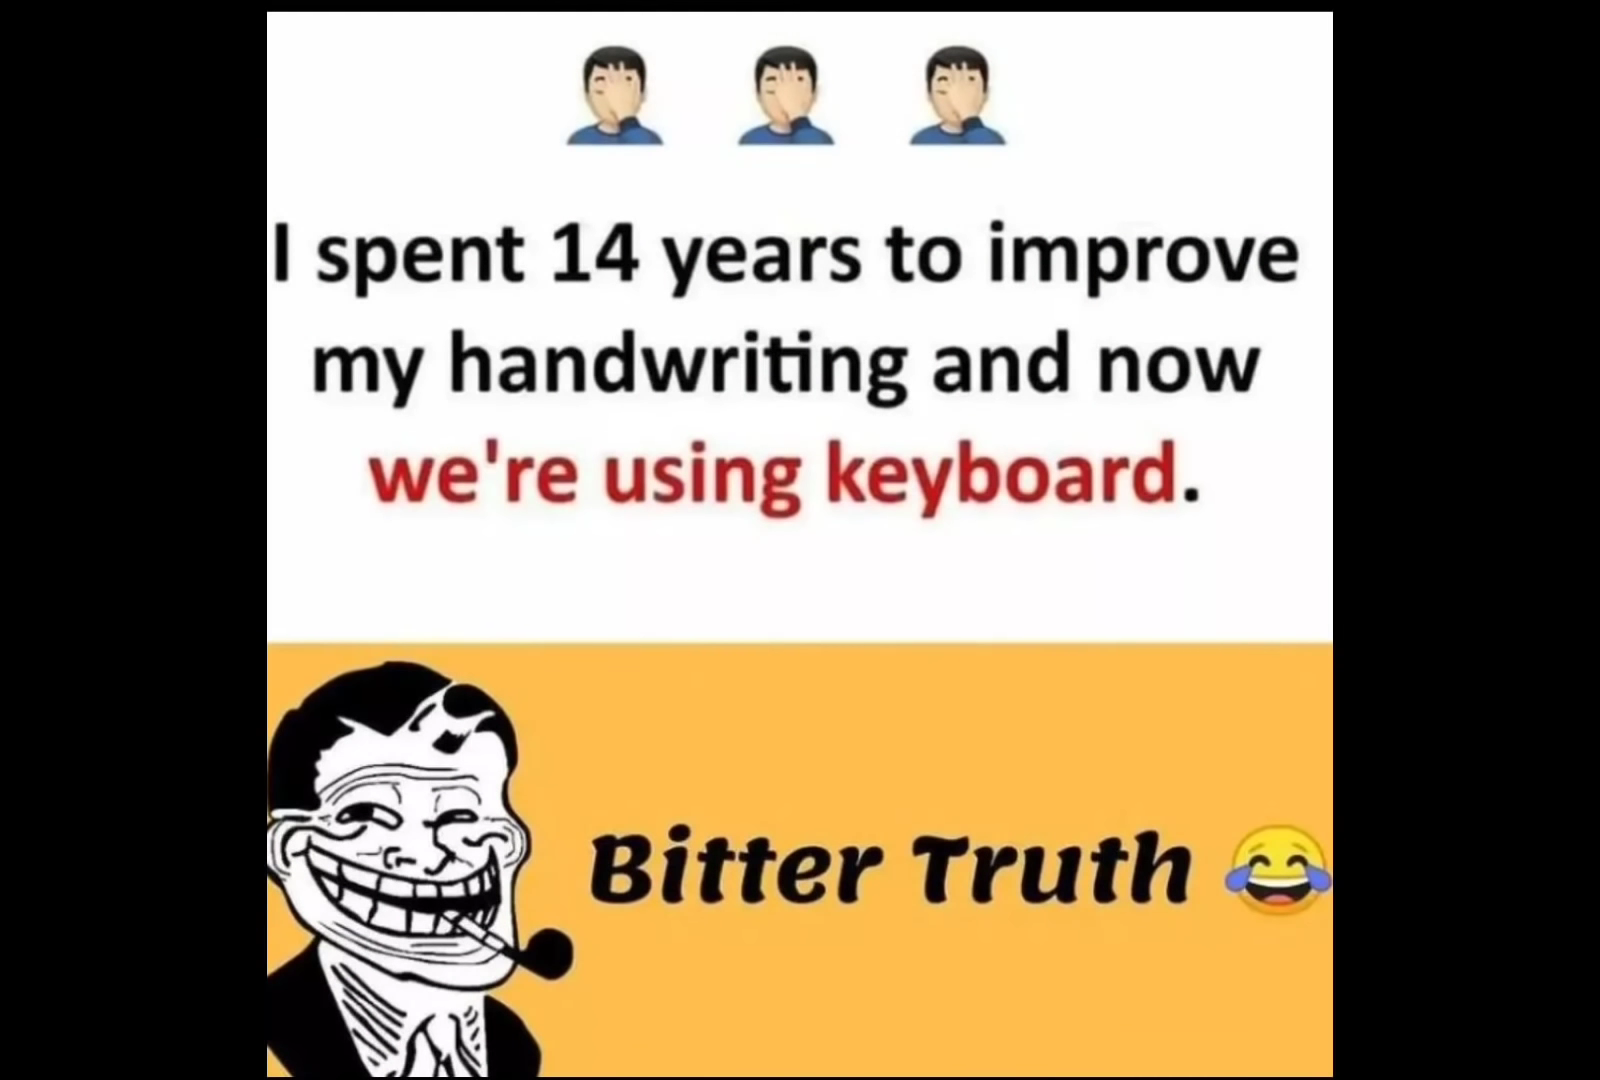 I spent 14 years to improve
my handwriting and now
we're using keyboard.
Bitter Truth